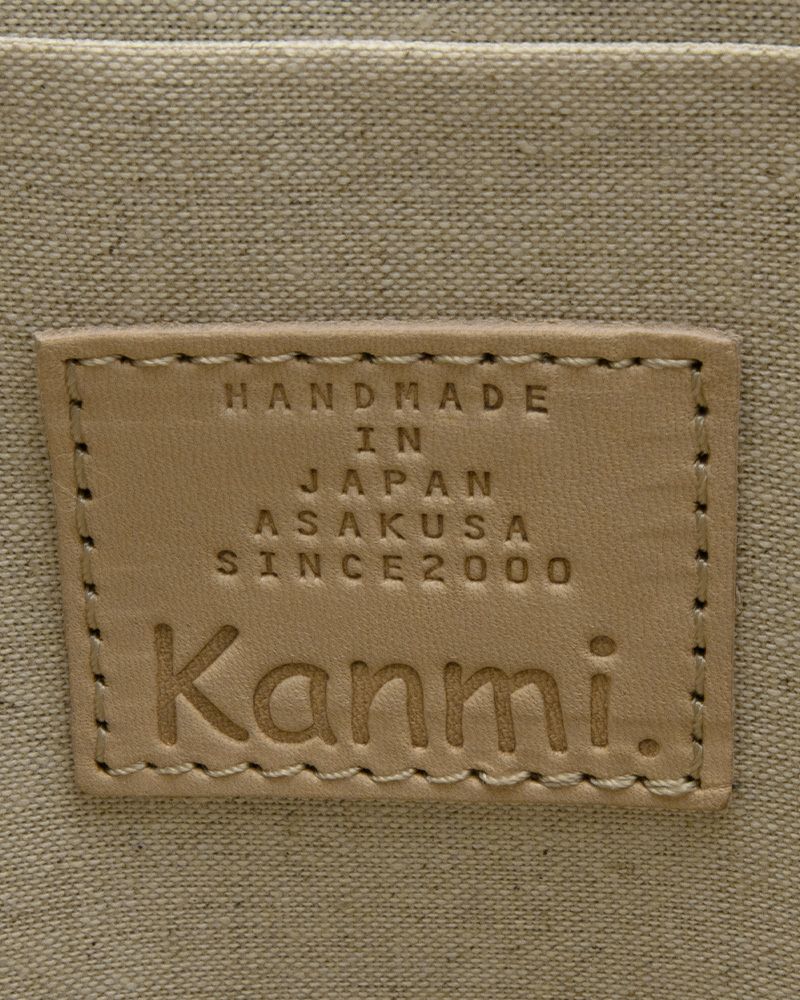 HANDMADE
IN
JAPAN
ASAKUSA
SINCE2000
Kanmi.